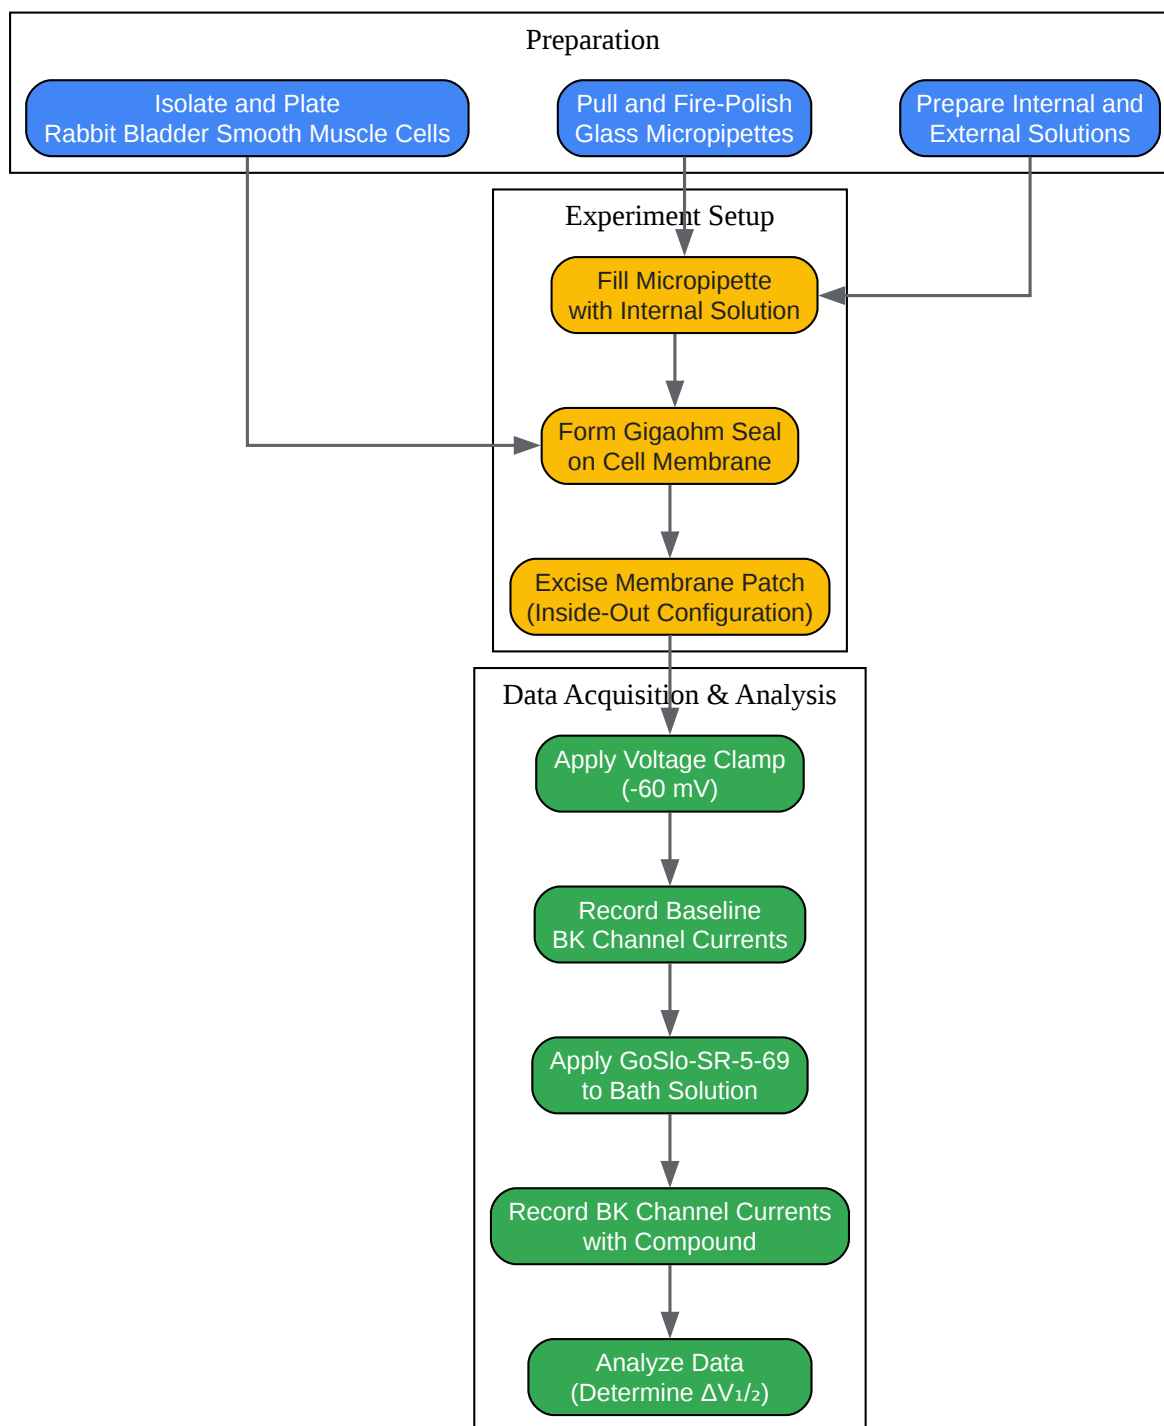 Preparation
Isolate and Plate
Rabbit Bladder Smooth Muscle Cells
Pull and Fire-Polish
Glass Micropipettes
Prepare Internal and
External Solutions
Experiment Setup
Fill Micropipette
with Internal Solution
Form Gigaohm Seal
on Cell Membrane
Excise Membrane Patch
(Inside-Out Configuration)
Data Acquisition & Analysis
Apply Voltage Clamp
(-60 mV)
Record Baseline
BK Channel Currents
Apply GoSlo-SR-5-69
to Bath Solution
Record BK Channel Currents
with Compound
Analyze Data
(Determine ΔV₁/₂)